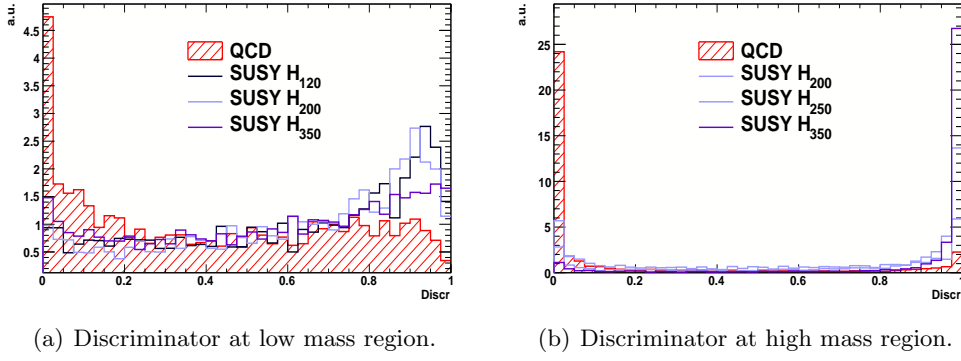 a.u.
4.5
4
3.5
3
2.5
2
1.5
1
0.5
0 0.2 0.4 0.6 0.8 1
Discr
QCD
SUSY H120
SUSY H200
SUSY H350
(a) Discriminator at low mass region.
a.u.
25
20
15
10
5
0
0 0.2 0.4 0.6 0.8 1
Discr
QCD
SUSY H200
SUSY H250
SUSY H350
(b) Discriminator at high mass region.